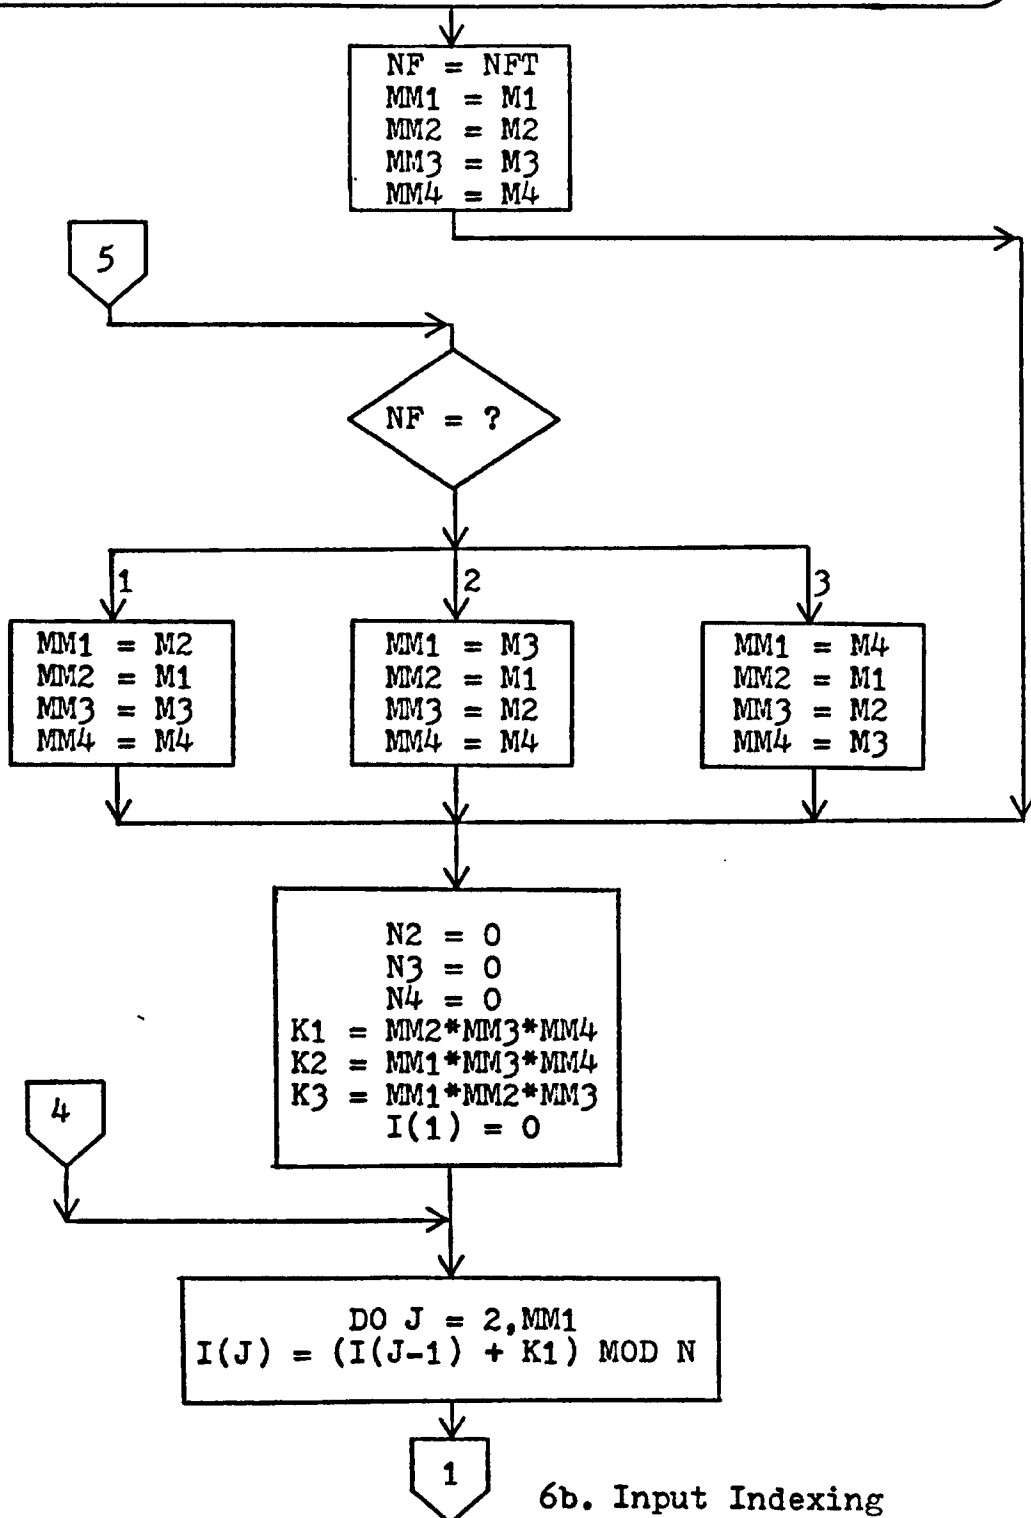 NF = NFT
MM1 = M1
MM2 = M2
MM3 = M3
MM4 = M4
5
NF = ?
1
2
3
MM1 = M2
MM2 = M1
MM3 = M3
MM4 = M4
MM1 = M3
MM2 = M1
MM3 = M2
MM4 = M4
MM1 = M4
MM2 = M1
MM3 = M2
MM4 = M3
N2 = 0
N3 = 0
N4 = 0
K1 = MM2*MM3*MM4
K2 = MM1*MM3*MM4
K3 = MM1*MM2*MM3
I(1) = 0
4
DO J = 2,MM1
I(J) = (I(J-1) + K1) MOD N
1
6b. Input Indexing